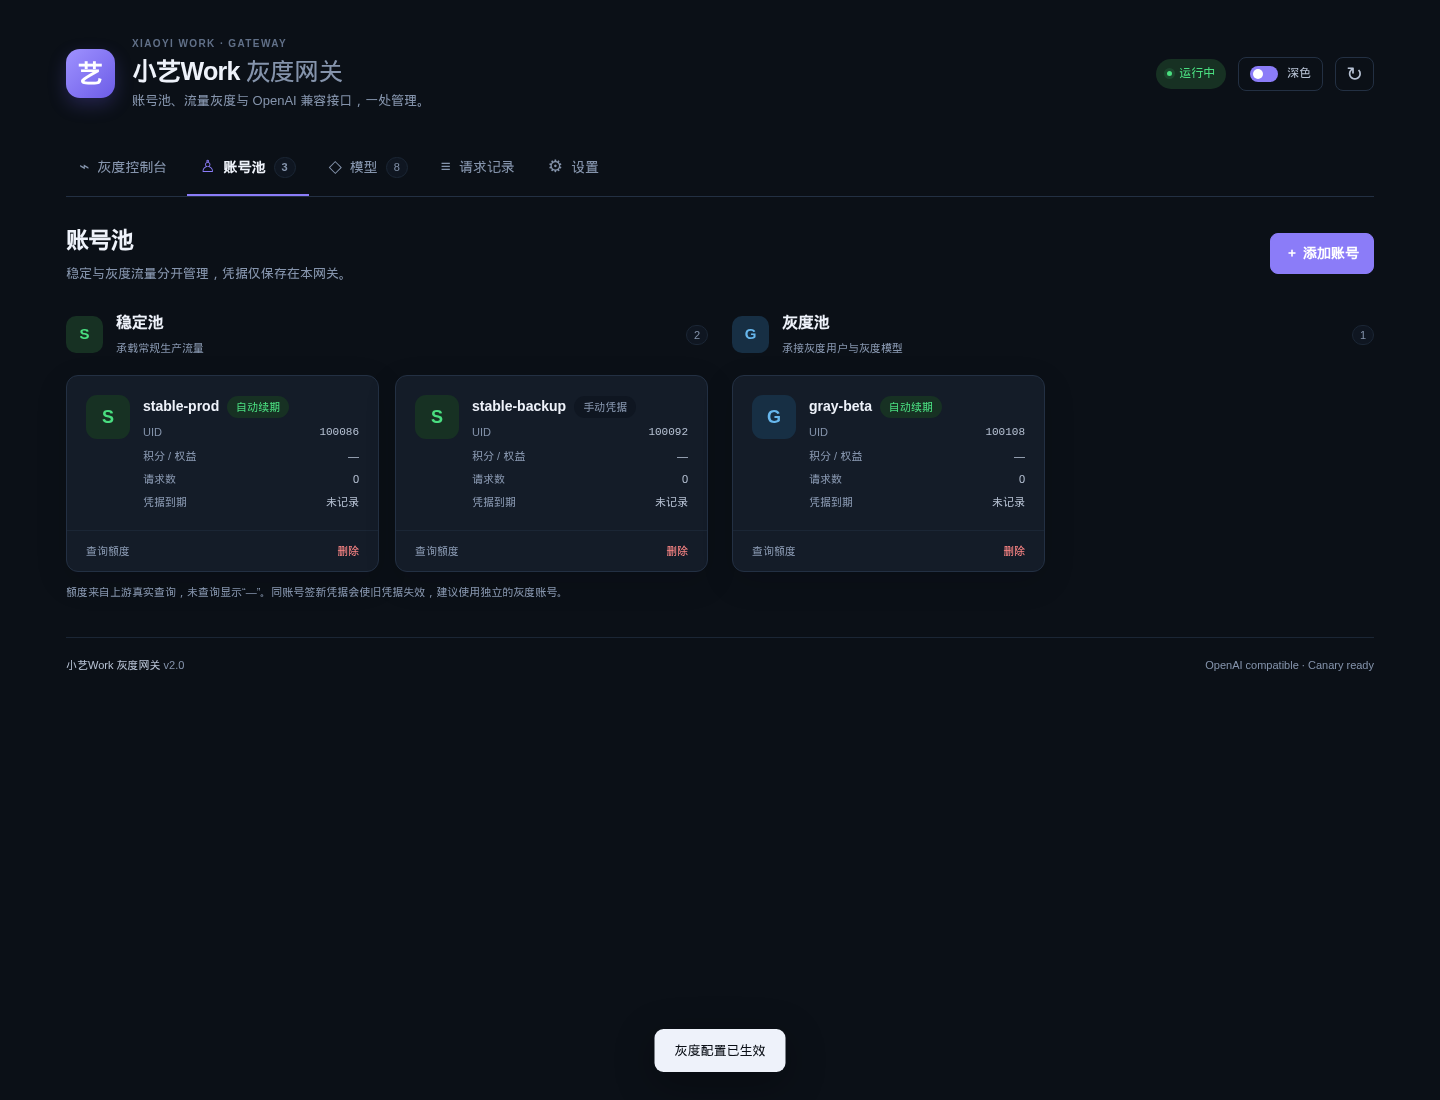 艺
XIAOYI WORK · GATEWAY
小艺Work 灰度网关
账号池、流量灰度与 OpenAI 兼容接口，一处管理。
运行中
深色
灰度控制台
账号池 3
模型 8
请求记录
设置
账号池
稳定与灰度流量分开管理，凭据仅保存在本网关。
+ 添加账号
S
稳定池
承载常规生产流量
2
G
灰度池
承接灰度用户与灰度模型
1
S
stable-prod 自动续期
UID 100086
积分 / 权益 —
请求数 0
凭据到期 未记录
查询额度 删除
S
stable-backup 手动凭据
UID 100092
积分 / 权益 —
请求数 0
凭据到期 未记录
查询额度 删除
G
gray-beta 自动续期
UID 100108
积分 / 权益 —
请求数 0
凭据到期 未记录
查询额度 删除
额度来自上游真实查询，未查询显示“—”。同账号签新凭据会使旧凭据失效，建议使用独立的灰度账号。
小艺Work 灰度网关 v2.0
OpenAI compatible · Canary ready
灰度配置已生效